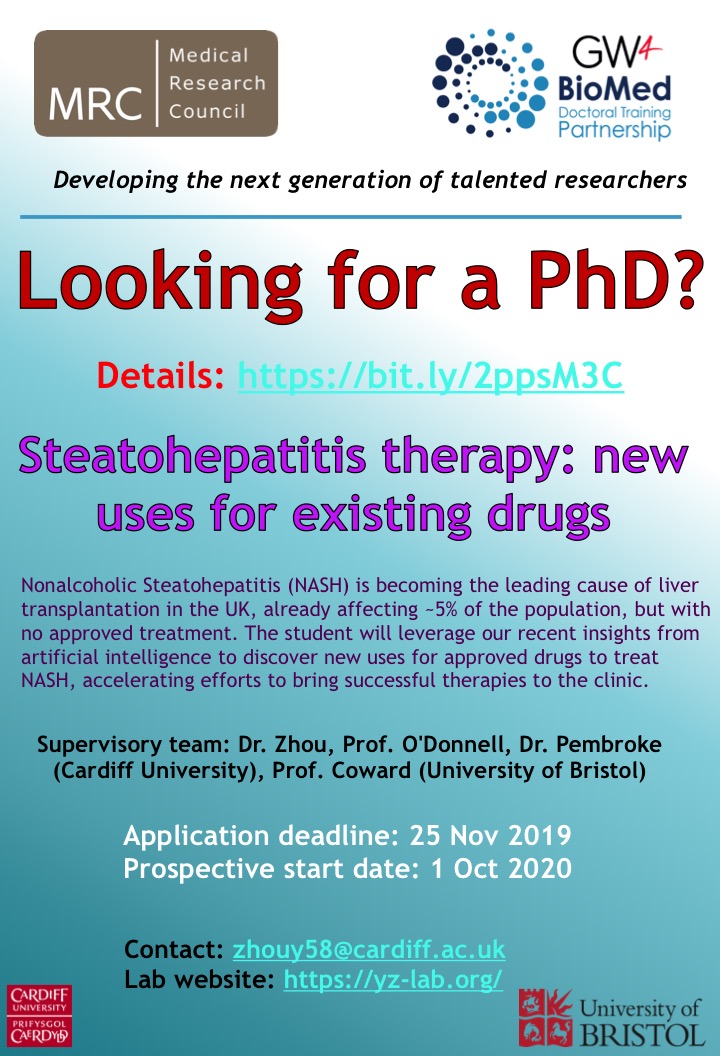 MRC
Medical
Research
Council
GW4
BioMed
Doctoral Training
Partnership
Developing the next generation of talented researchers
Looking for a PhD?
Details: https://bit.ly/2ppsM3C
Steatohepatitis therapy: new
uses for existing drugs
Nonalcoholic Steatohepatitis (NASH) is becoming the leading cause of liver
transplantation in the UK, already affecting ~5% of the population, but with
no approved treatment. The student will leverage our recent insights from
artificial intelligence to discover new uses for approved drugs to treat
NASH, accelerating efforts to bring successful therapies to the clinic.
Supervisory team: Dr. Zhou, Prof. O'Donnell, Dr. Pembroke
(Cardiff University), Prof. Coward (University of Bristol)
Application deadline: 25 Nov 2019
Prospective start date: 1 Oct 2020
Contact: zhouy58@cardiff.ac.uk
Lab website: https://yz-lab.org/
CARDIFF
UNIVERSITY
PRIFYSGOL
CAERDYDD
University of
BRISTOL